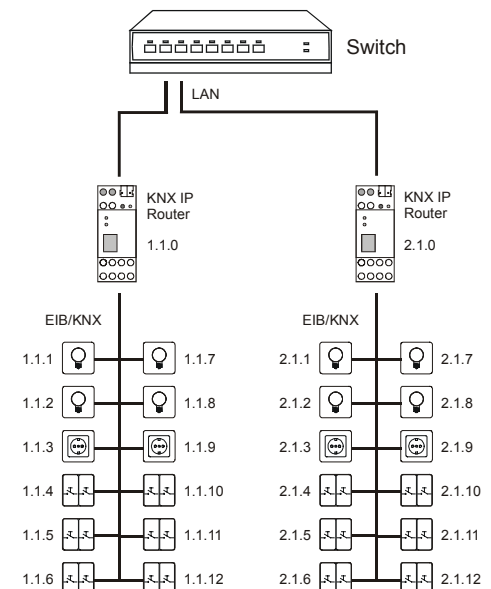 Switch
LAN
KNX IP
Router
1.1.0
KNX IP
Router
2.1.0
EIB/KNX
EIB/KNX
1.1.1 1.1.7 2.1.1 2.1.7
1.1.2 1.1.8 2.1.2 2.1.8
1.1.3 1.1.9 2.1.3 2.1.9
1.1.4 1.1.10 2.1.4 2.1.10
1.1.5 1.1.11 2.1.5 2.1.11
1.1.6 1.1.12 2.1.6 2.1.12